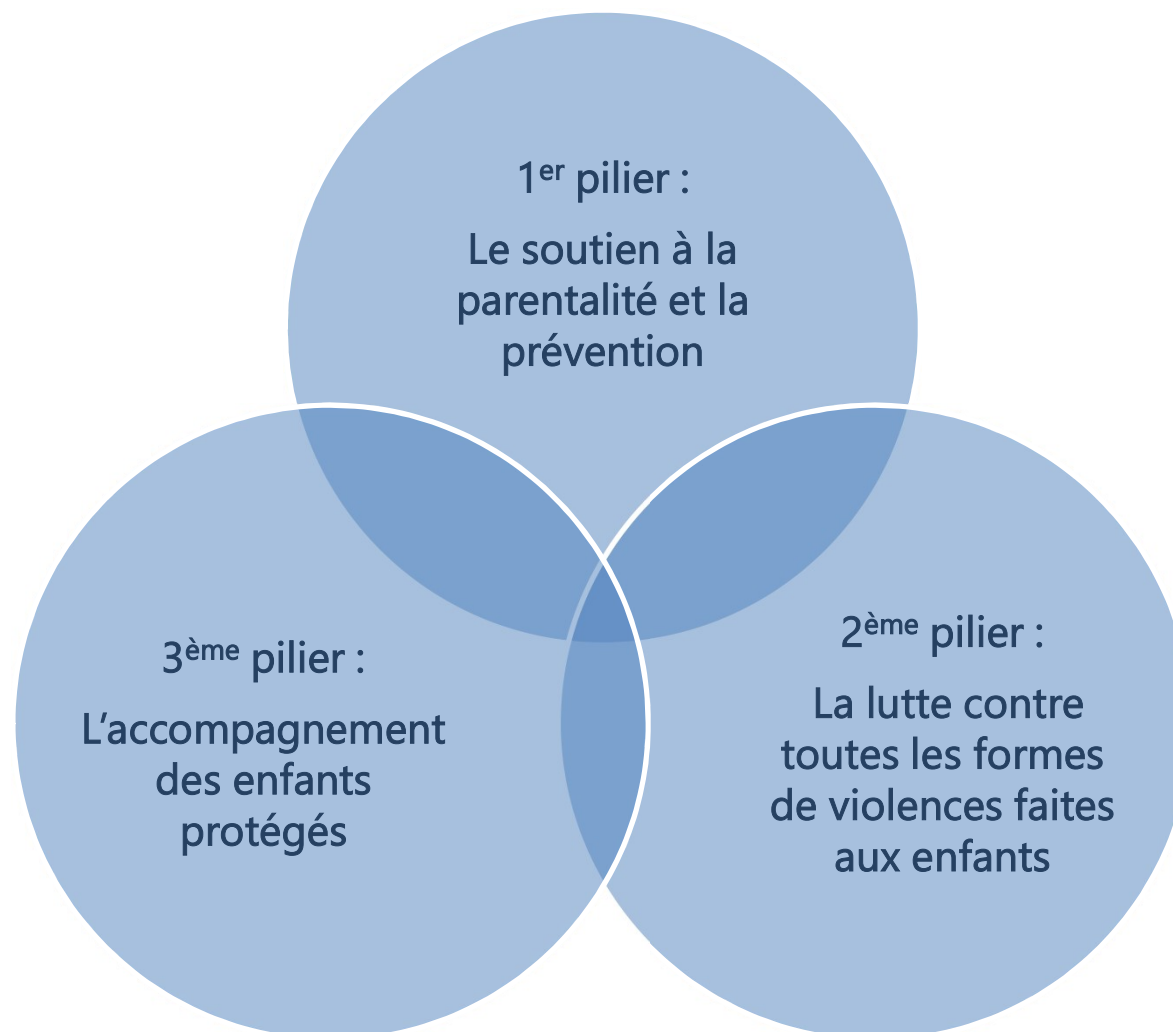 1er pilier :
Le soutien à la
parentalité et la
prévention
2ème pilier :
La lutte contre
toutes les formes
de violences faites
aux enfants
3ème pilier :
L’accompagnement
des enfants
protégés